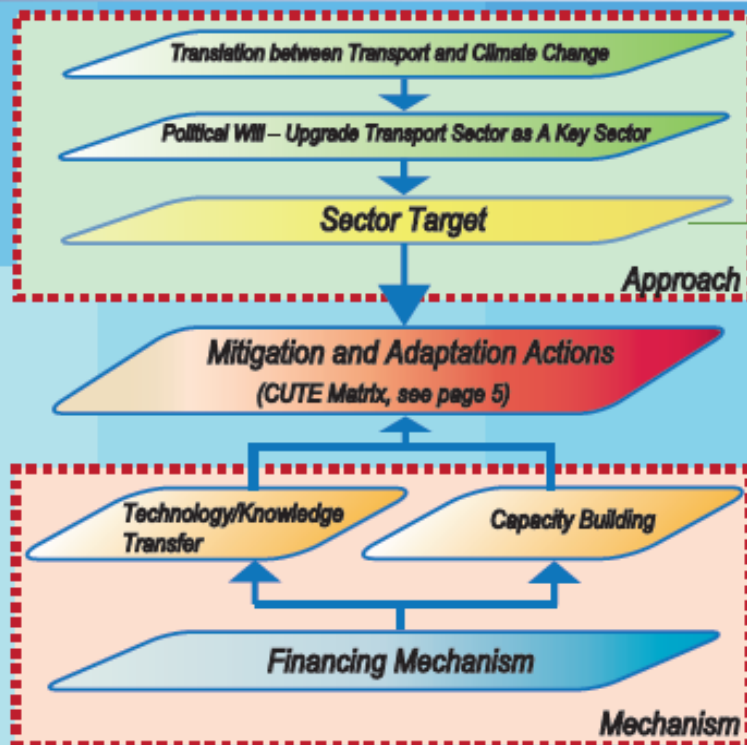 Translation between Transport and Climate Change
Political Will – Upgrade Transport Sector as A Key Sector
Sector Target
Approach
Mitigation and Adaptation Actions
(CUTE Matrix, see page 5)
Technology/Knowledge
Transfer
Capacity Building
Financing Mechanism
Mechanism